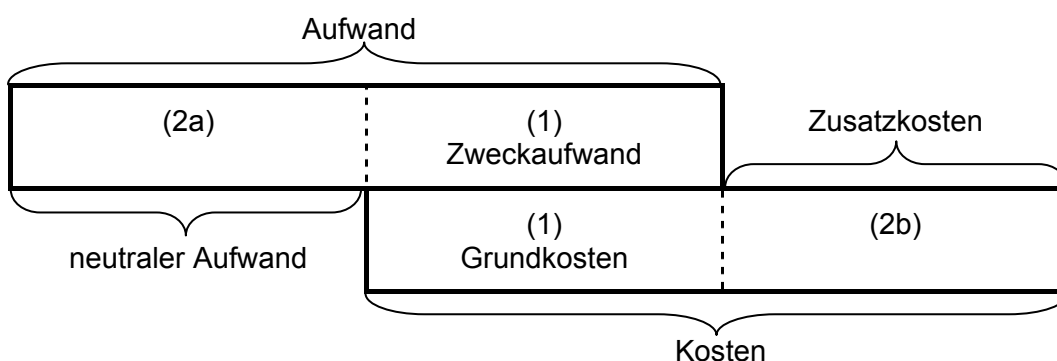 Aufwand
(2a)
(1)
Zweckaufwand
Zusatzkosten
neutraler Aufwand
(1)
Grundkosten
(2b)
Kosten